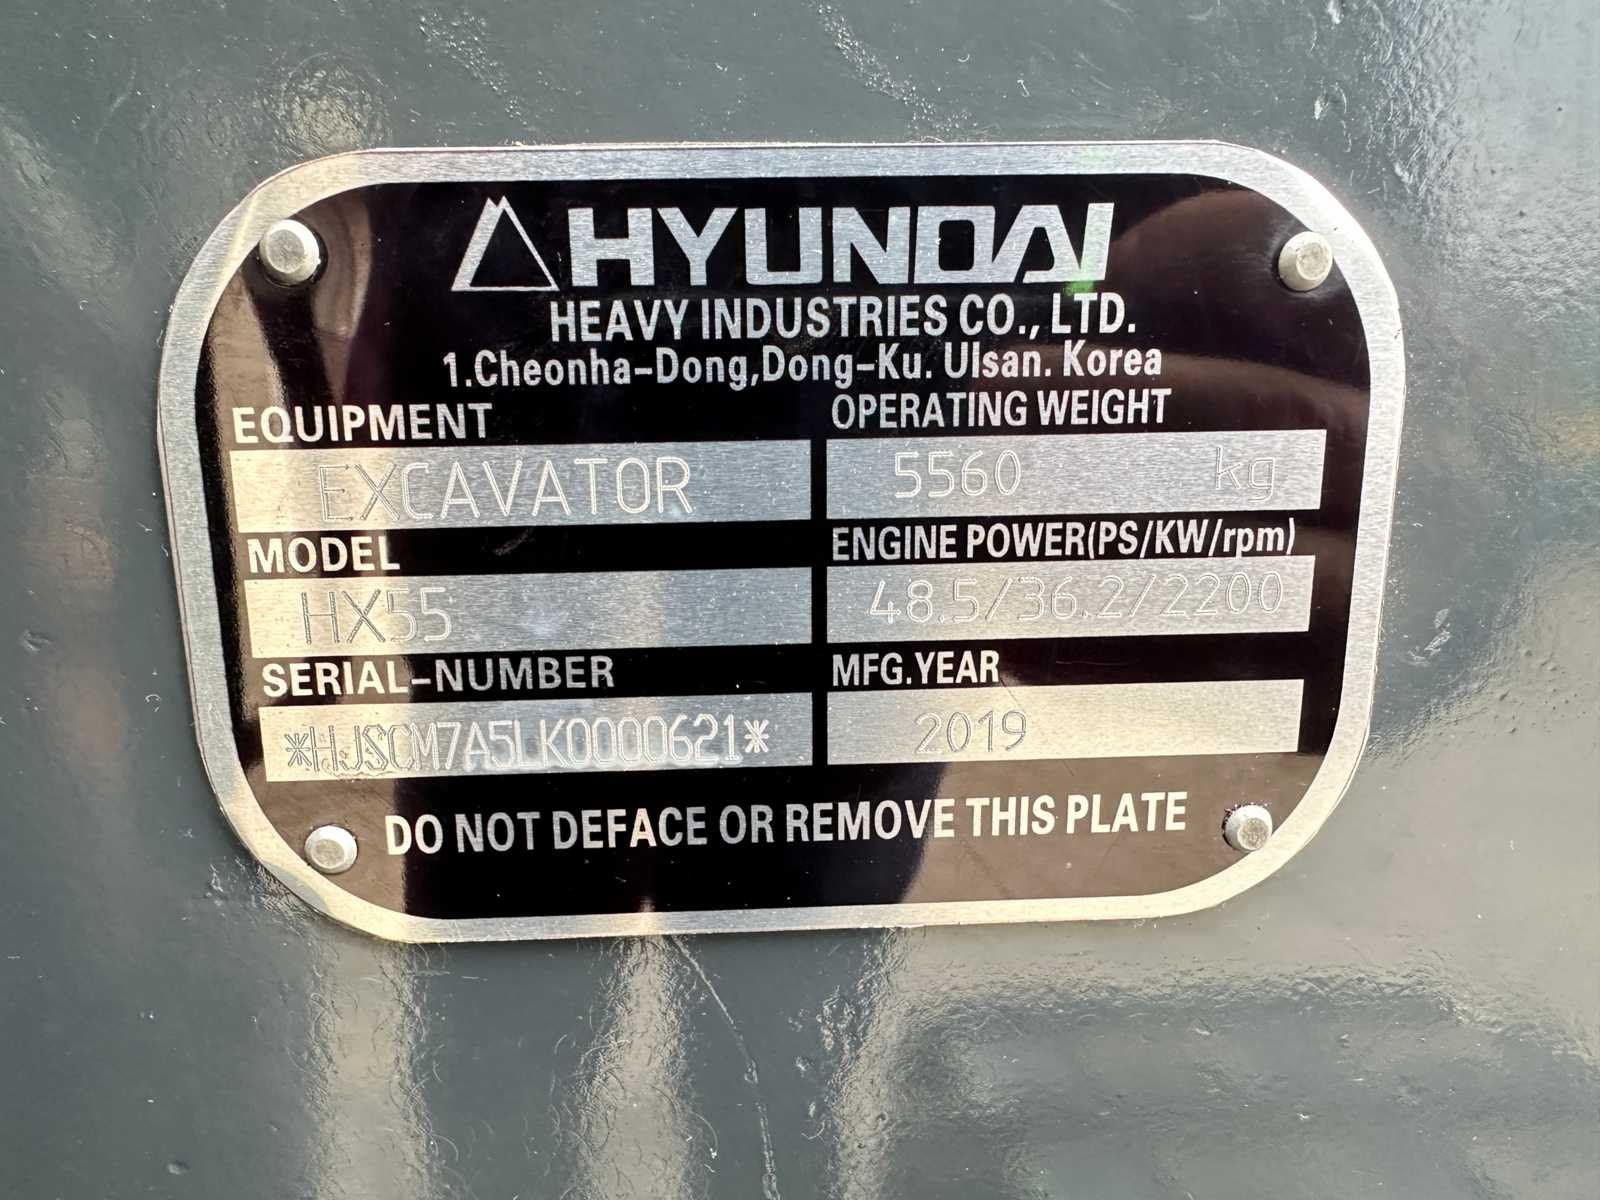 HYUNDAI
HEAVY INDUSTRIES CO., LTD.
1.Cheonha-Dong,Dong-Ku. Ulsan. Korea
EQUIPMENT
EXCAVATOR
OPERATING WEIGHT
5560 kg
MODEL
HX55
ENGINE POWER(PS/KW/rpm)
48.5/36.2/2200
SERIAL-NUMBER
*HJSCM7A5LK0000621*
MFG.YEAR
2019
DO NOT DEFACE OR REMOVE THIS PLATE